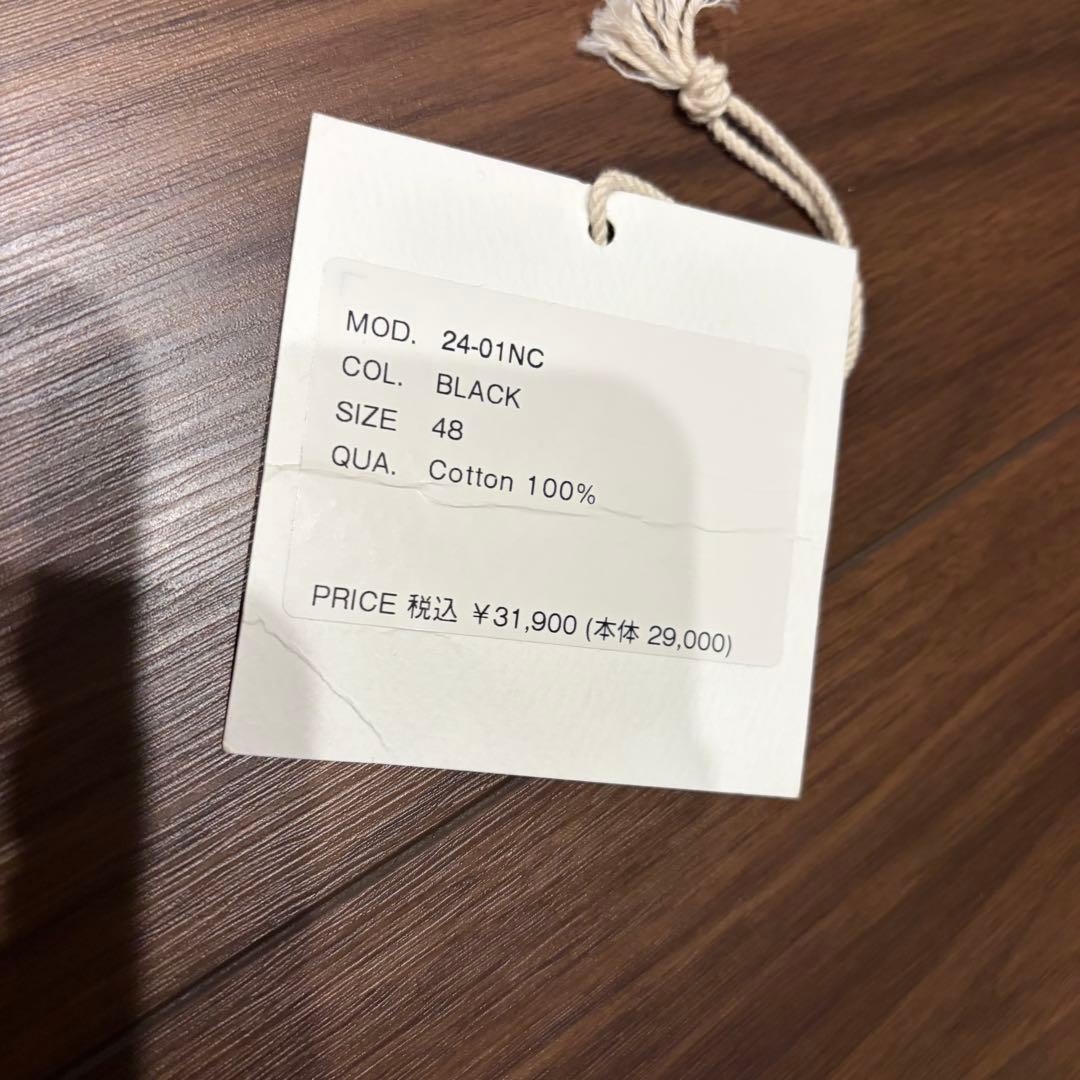 MOD. 24-01NC
COL. BLACK
SIZE 48
QUA. Cotton 100%
PRICE 税込 ¥31,900 (本体 29,000)